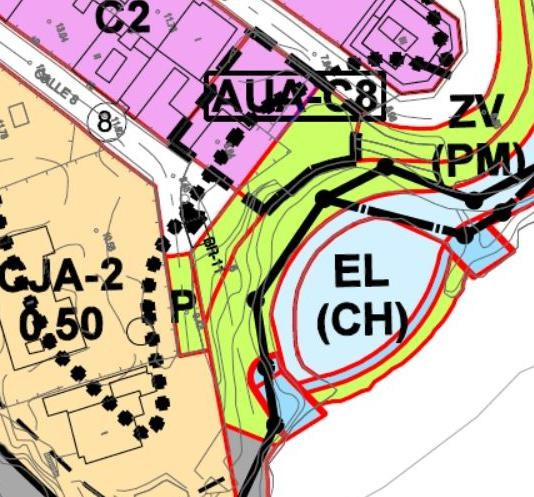 C2
CALLE 8
8
AUA-C8
ZV
(PM)
CJA-2
0.50
P
EL
(CH)